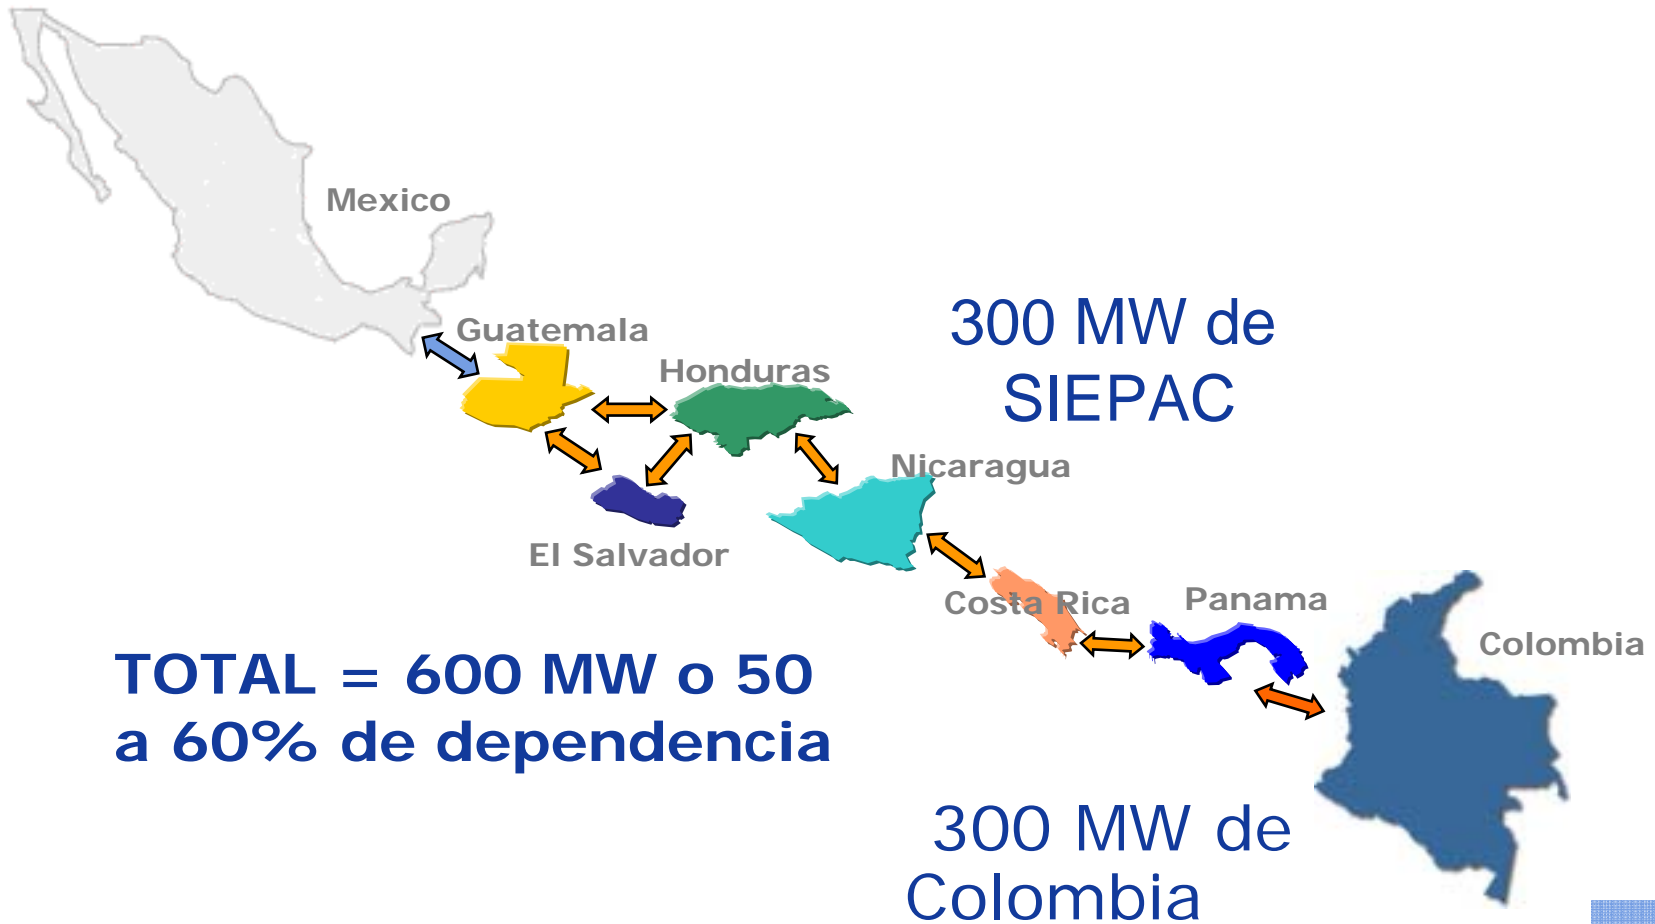 Mexico
Guatemala
Honduras
300 MW de
SIEPAC
Nicaragua
El Salvador
Costa Rica
Panama
Colombia
TOTAL = 600 MW o 50
a 60% de dependencia
300 MW de
Colombia